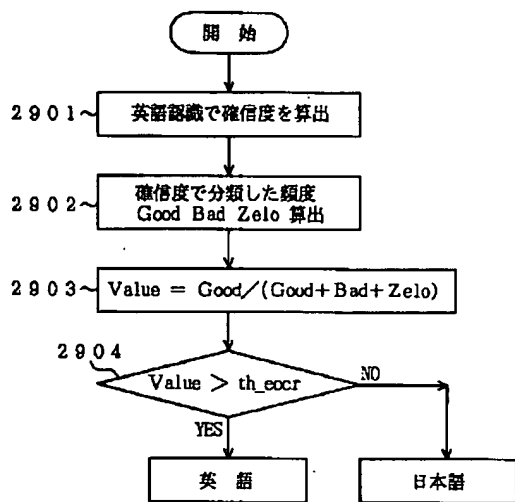 開始
2901 英語認識で確信度を算出
2902 確信度で分類した頻度
Good Bad Zelo 算出
2903 Value = Good/(Good+Bad+Zelo)
2904
Value > th_eocr
NO
YES
英語
日本語